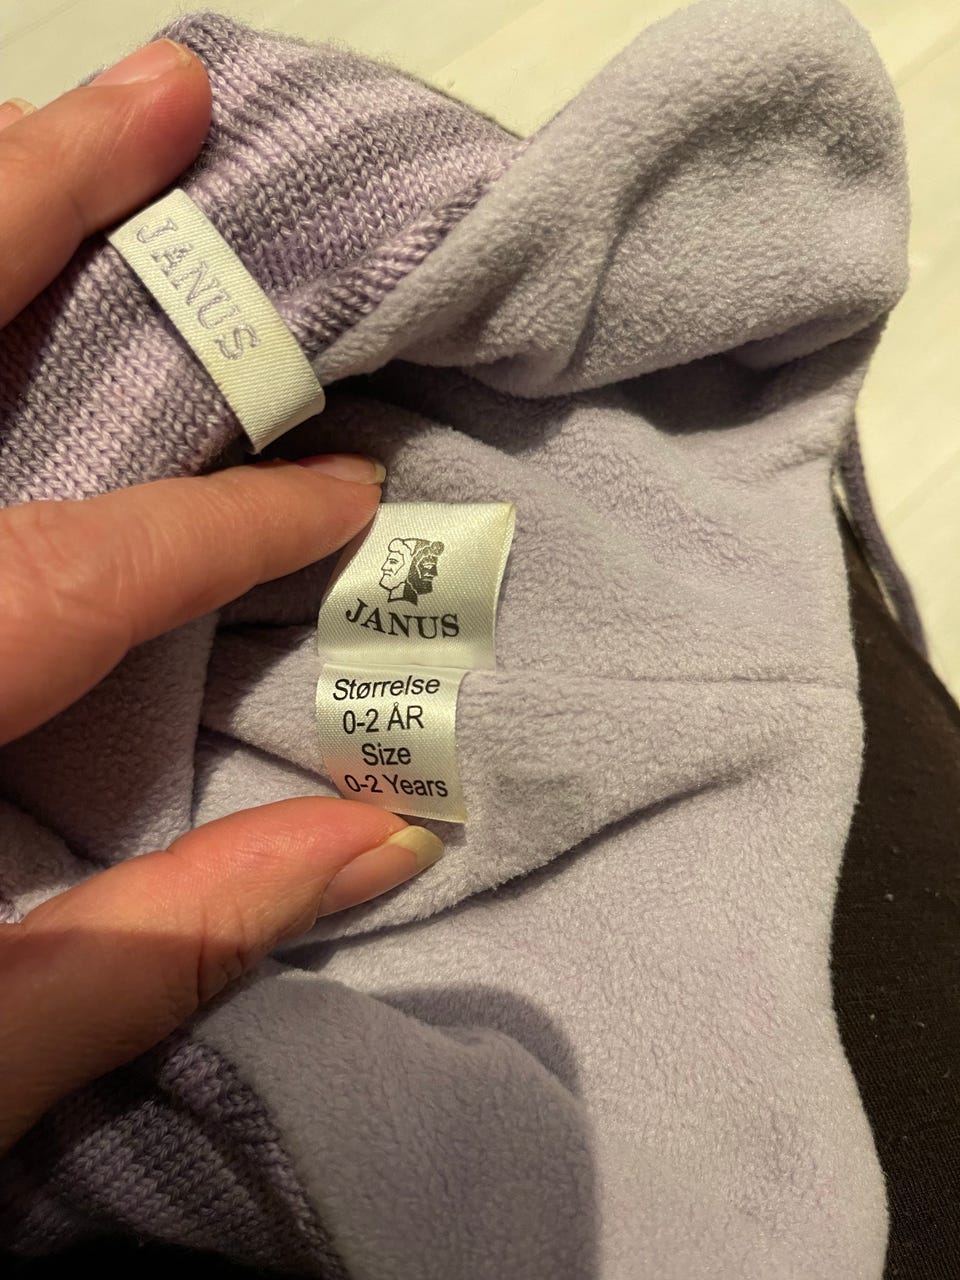 JANUS
JANUS
Størrelse
0-2 ÅR
Size
0-2 Years